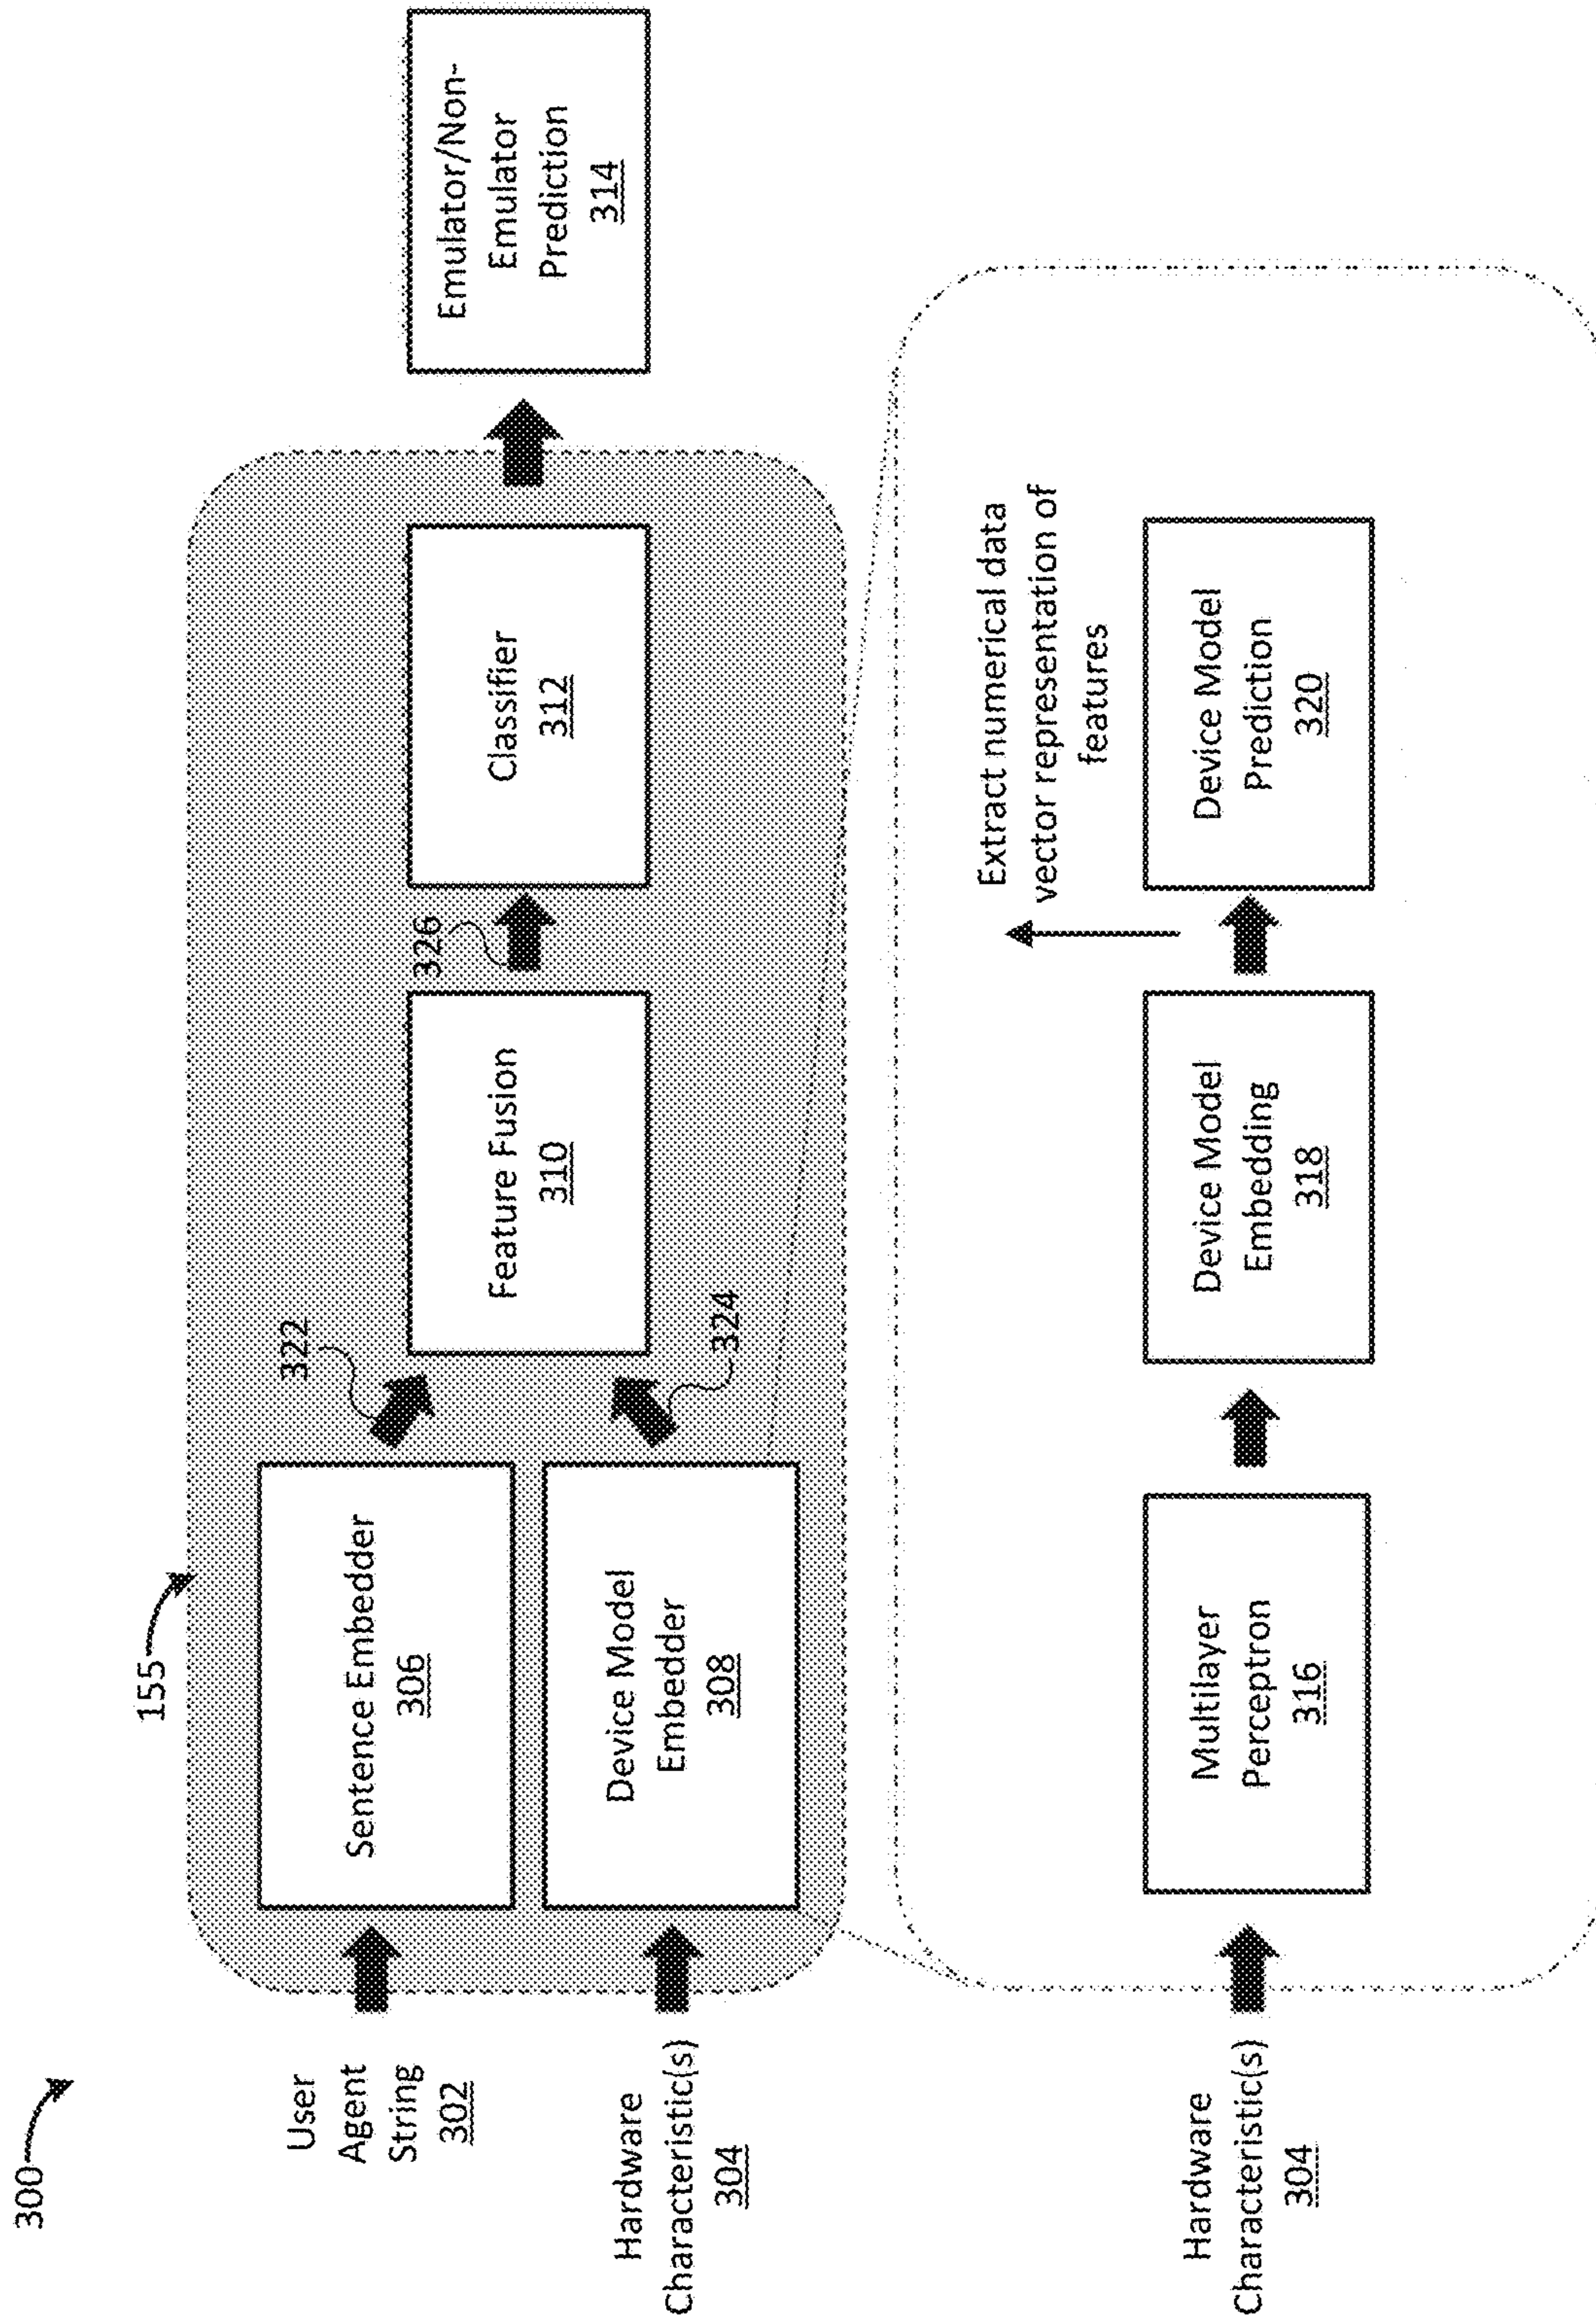 300
155
User
Agent
String
302
Hardware
Characteristic(s)
304
Sentence Embedder
306
Device Model
Embedder
308
322
324
Feature Fusion
310
326
Classifier
312
Emulator/Non-
Emulator
Prediction
314
Hardware
Characteristic(s)
304
Multilayer
Perceptron
316
Device Model
Embedding
318
Extract numerical data
vector representation of
features
Device Model
Prediction
320